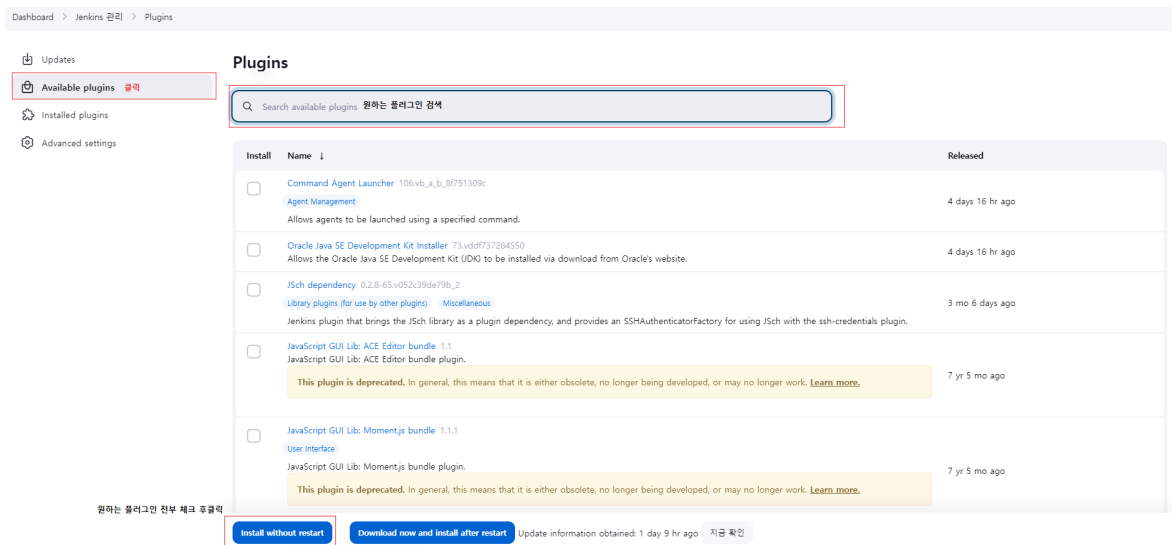 Dashboard > Jenkins 관리 > Plugins
Updates
Available plugins 클릭
Installed plugins
Advanced settings
Plugins
Search available plugins 원하는 플러그인 검색
Install Name ↓ Released
Command Agent Launcher 106.vb_a_b_8f751309c
Agent Management
Allows agents to be launched using a specified command.
4 days 16 hr ago
Oracle Java SE Development Kit Installer 73.vddf737284550
Allows the Oracle Java SE Development Kit (JDK) to be installed via download from Oracle's website.
4 days 16 hr ago
JSch dependency 0.2.8-65.v052c39de79b_2
Library plugins (for use by other plugins) Miscellaneous
Jenkins plugin that brings the JSch library as a plugin dependency, and provides an SSHAuthenticatorFactory for using JSch with the ssh-credentials plugin.
3 mo 6 days ago
JavaScript GUI Lib: ACE Editor bundle 1.1
JavaScript GUI Lib: ACE Editor bundle plugin.
This plugin is deprecated. In general, this means that it is either obsolete, no longer being developed, or may no longer work. Learn more.
7 yr 5 mo ago
JavaScript GUI Lib: Moment.js bundle 1.1.1
User Interface
JavaScript GUI Lib: Moment.js bundle plugin.
This plugin is deprecated. In general, this means that it is either obsolete, no longer being developed, or may no longer work. Learn more.
7 yr 5 mo ago
원하는 플러그인 전부 체크 후클릭
Install without restart Download now and install after restart Update information obtained: 1 day 9 hr ago 지금 확인